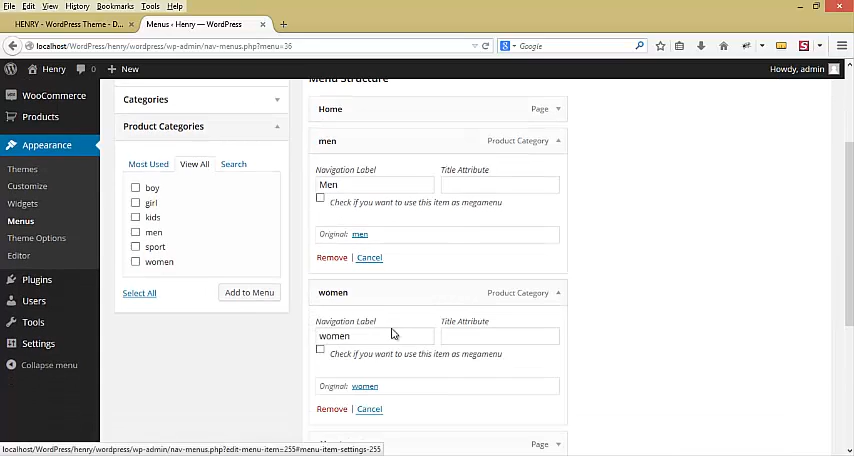 File Edit View History Bookmarks Tools Help
HENRY - WordPress Theme - D...
Menus ‹ Henry — WordPress
localhost/WordPress/henry/wordpress/wp-admin/nav-menus.php?menu=36
Google
Henry 0 + New
Howdy, admin
WooCommerce
Products
Appearance
Themes
Customize
Widgets
Menus
Theme Options
Editor
Plugins
Users
Tools
Settings
Collapse menu
Categories
Product Categories
Most Used View All Search
boy
girl
kids
men
sport
women
Select All Add to Menu
Menu Structure
Home Page
men Product Category
Navigation Label Title Attribute
Men
Check if you want to use this item as megamenu
Original: men
Remove | Cancel
women Product Category
Navigation Label Title Attribute
women
Check if you want to use this item as megamenu
Original: women
Remove | Cancel
Page
localhost/WordPress/henry/wordpress/wp-admin/nav-menus.php?edit-menu-item=255#menu-item-settings-255